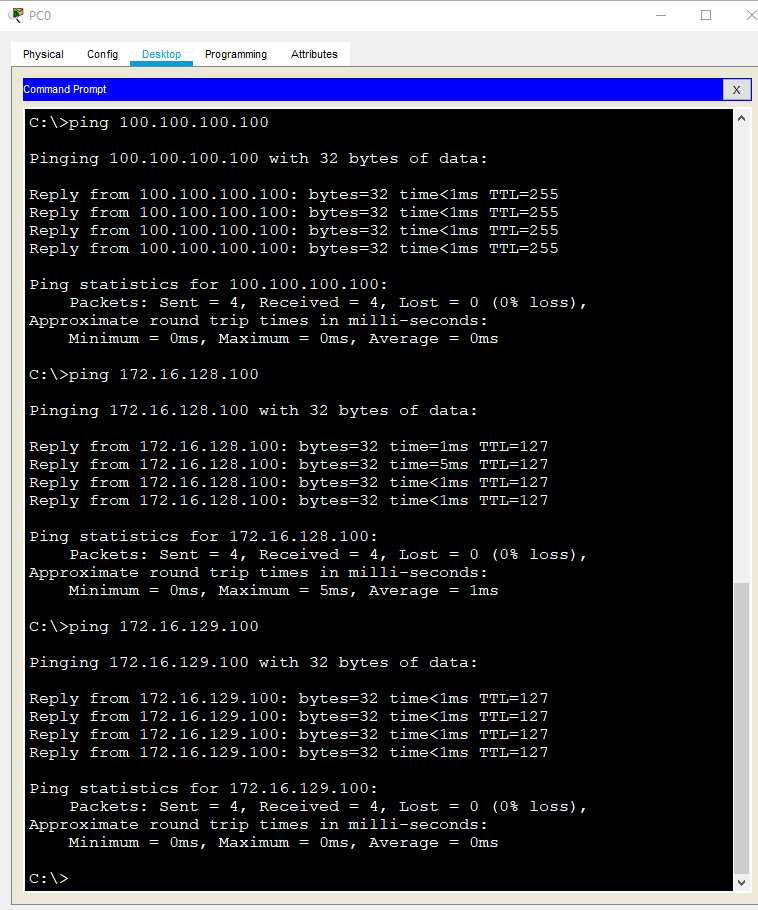 PC0
Physical Config Desktop Programming Attributes
Command Prompt X
C:\>ping 100.100.100.100
Pinging 100.100.100.100 with 32 bytes of data:
Reply from 100.100.100.100: bytes=32 time<1ms TTL=255
Reply from 100.100.100.100: bytes=32 time<1ms TTL=255
Reply from 100.100.100.100: bytes=32 time<1ms TTL=255
Reply from 100.100.100.100: bytes=32 time<1ms TTL=255
Ping statistics for 100.100.100.100:
    Packets: Sent = 4, Received = 4, Lost = 0 (0% loss),
Approximate round trip times in milli-seconds:
    Minimum = 0ms, Maximum = 0ms, Average = 0ms
C:\>ping 172.16.128.100
Pinging 172.16.128.100 with 32 bytes of data:
Reply from 172.16.128.100: bytes=32 time=1ms TTL=127
Reply from 172.16.128.100: bytes=32 time=5ms TTL=127
Reply from 172.16.128.100: bytes=32 time<1ms TTL=127
Reply from 172.16.128.100: bytes=32 time<1ms TTL=127
Ping statistics for 172.16.128.100:
    Packets: Sent = 4, Received = 4, Lost = 0 (0% loss),
Approximate round trip times in milli-seconds:
    Minimum = 0ms, Maximum = 5ms, Average = 1ms
C:\>ping 172.16.129.100
Pinging 172.16.129.100 with 32 bytes of data:
Reply from 172.16.129.100: bytes=32 time<1ms TTL=127
Reply from 172.16.129.100: bytes=32 time<1ms TTL=127
Reply from 172.16.129.100: bytes=32 time<1ms TTL=127
Reply from 172.16.129.100: bytes=32 time<1ms TTL=127
Ping statistics for 172.16.129.100:
    Packets: Sent = 4, Received = 4, Lost = 0 (0% loss),
Approximate round trip times in milli-seconds:
    Minimum = 0ms, Maximum = 0ms, Average = 0ms
C:\>